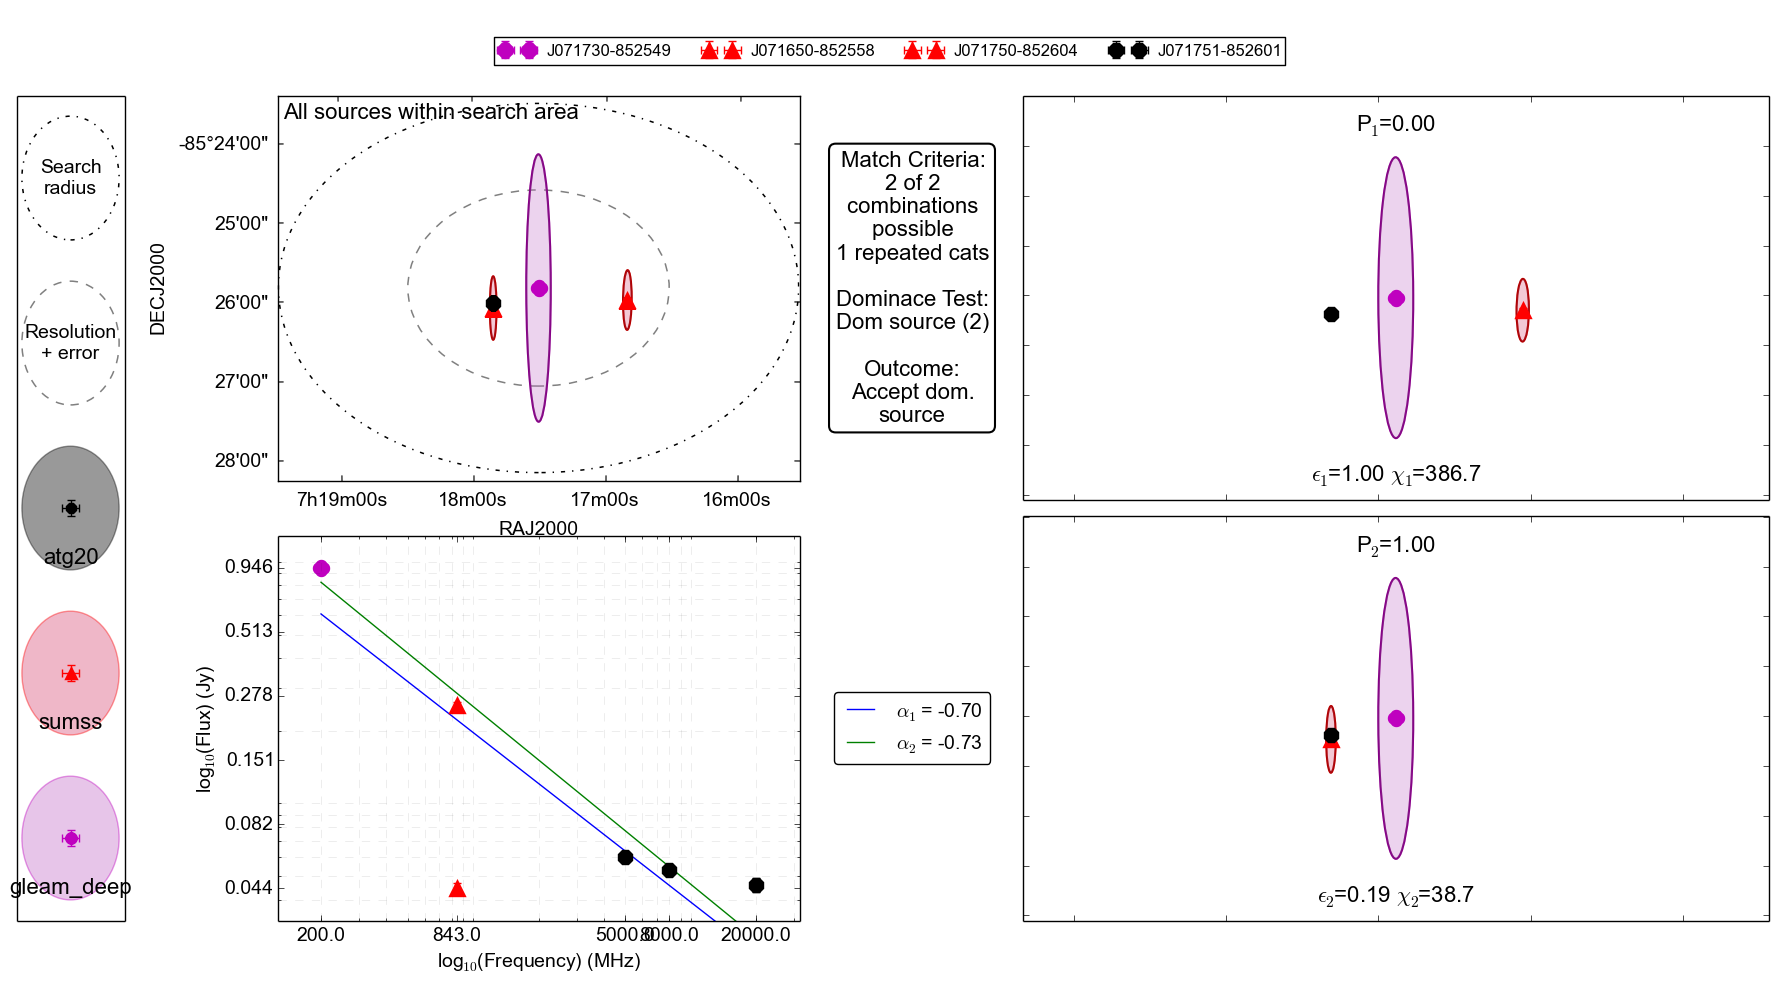 J071730-852549 J071650-852558 J071750-852604 J071751-852601
Search
radius
Resolution
+ error
atg20
sumss
gleam_deep
All sources within search area
DECJ2000
-85°24'00"
25'00"
26'00"
27'00"
28'00"
7h19m00s 18m00s 17m00s 16m00s
RAJ2000
Match Criteria:
2 of 2
combinations
possible
1 repeated cats
Dominace Test:
Dom source (2)
Outcome:
Accept dom.
source
P₁=0.00
ϵ₁=1.00 χ₁=386.7
P₂=1.00
ϵ₂=0.19 χ₂=38.7
log₁₀(Flux) (Jy)
0.946
0.513
0.278
0.151
0.082
0.044
200.0 843.0 5000.0 8000.0 20000.0
log₁₀(Frequency) (MHz)
α₁ = -0.70
α₂ = -0.73